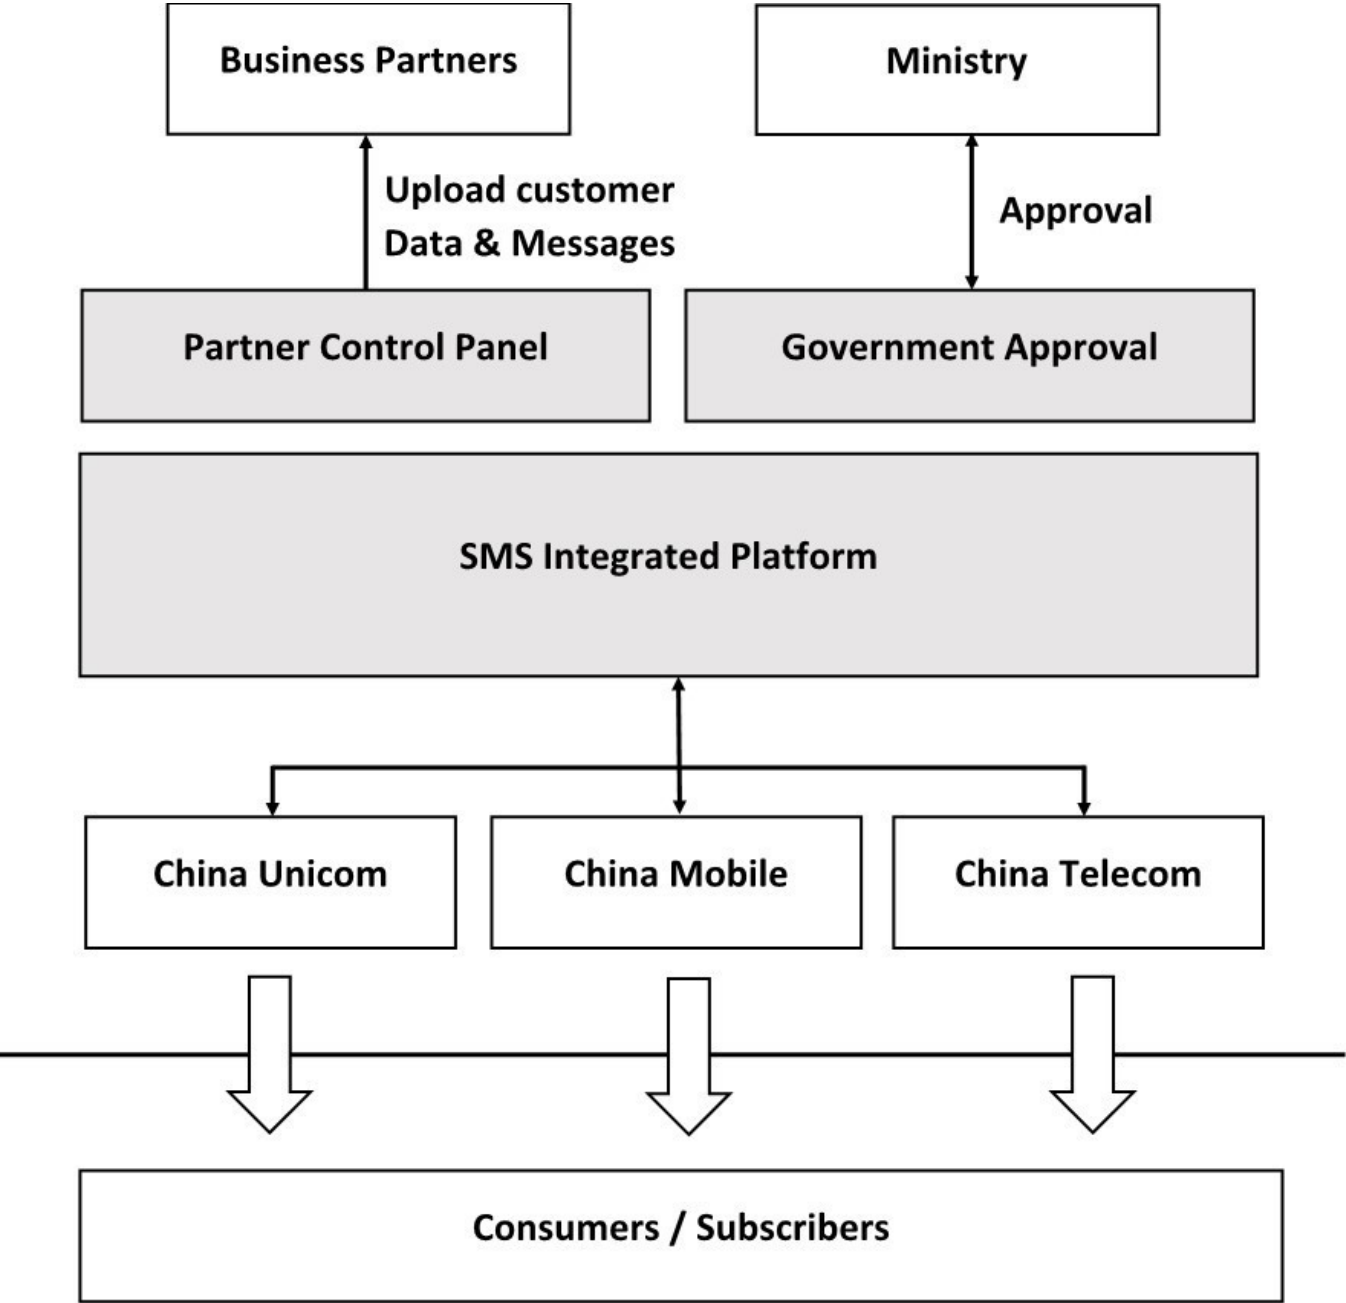 Business Partners
Ministry
Upload customer
Data & Messages
Approval
Partner Control Panel
Government Approval
SMS Integrated Platform
China Unicom
China Mobile
China Telecom
Consumers / Subscribers